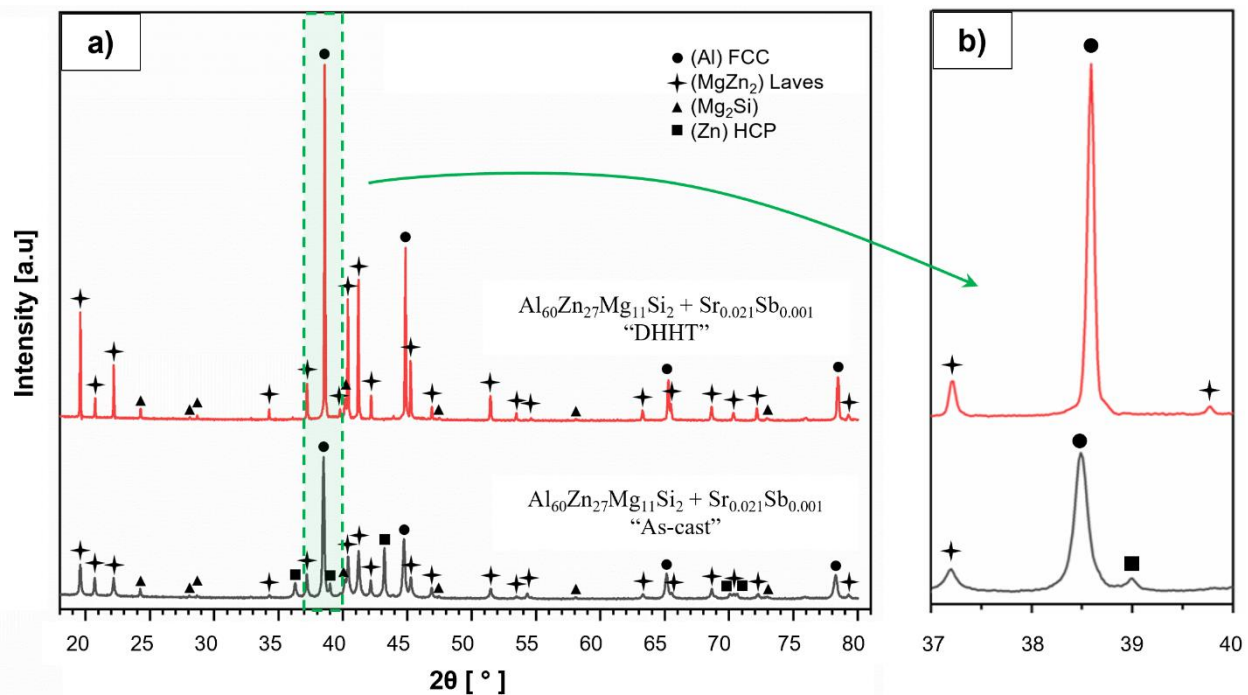 a)
(Al) FCC
(MgZn₂) Laves
(Mg₂Si)
(Zn) HCP
Al₆₀Zn₂₇Mg₁₁Si₂ + Sr₀.₀₂₁Sb₀.₀₀₁
“DHHT”
Al₆₀Zn₂₇Mg₁₁Si₂ + Sr₀.₀₂₁Sb₀.₀₀₁
“As-cast”
Intensity [a.u]
20 25 30 35 40 45 50 55 60 65 70 75 80
2θ [ ° ]
b)
37 38 39 40